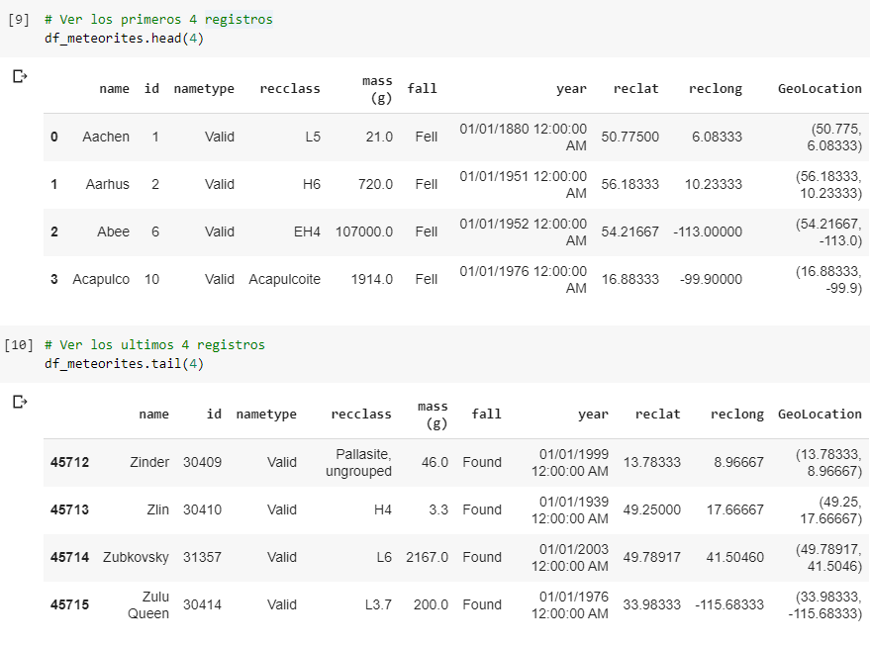 [9] # Ver los primeros 4 registros
df_meteorites.head(4)
name id nametype recclass mass (g) fall year reclat reclong GeoLocation
0 Aachen 1 Valid L5 21.0 Fell 01/01/1880 12:00:00 AM 50.77500 6.08333 (50.775, 6.08333)
1 Aarhus 2 Valid H6 720.0 Fell 01/01/1951 12:00:00 AM 56.18333 10.23333 (56.18333, 10.23333)
2 Abee 6 Valid EH4 107000.0 Fell 01/01/1952 12:00:00 AM 54.21667 -113.00000 (54.21667, -113.0)
3 Acapulco 10 Valid Acapulcoite 1914.0 Fell 01/01/1976 12:00:00 AM 16.88333 -99.90000 (16.88333, -99.9)
[10] # Ver los ultimos 4 registros
df_meteorites.tail(4)
name id nametype recclass mass (g) fall year reclat reclong GeoLocation
45712 Zinder 30409 Valid Pallasite, ungrouped 46.0 Found 01/01/1999 12:00:00 AM 13.78333 8.96667 (13.78333, 8.96667)
45713 Zlin 30410 Valid H4 3.3 Found 01/01/1939 12:00:00 AM 49.25000 17.66667 (49.25, 17.66667)
45714 Zubkovsky 31357 Valid L6 2167.0 Found 01/01/2003 12:00:00 AM 49.78917 41.50460 (49.78917, 41.5046)
45715 Zulu Queen 30414 Valid L3.7 200.0 Found 01/01/1976 12:00:00 AM 33.98333 -115.68333 (33.98333, -115.68333)